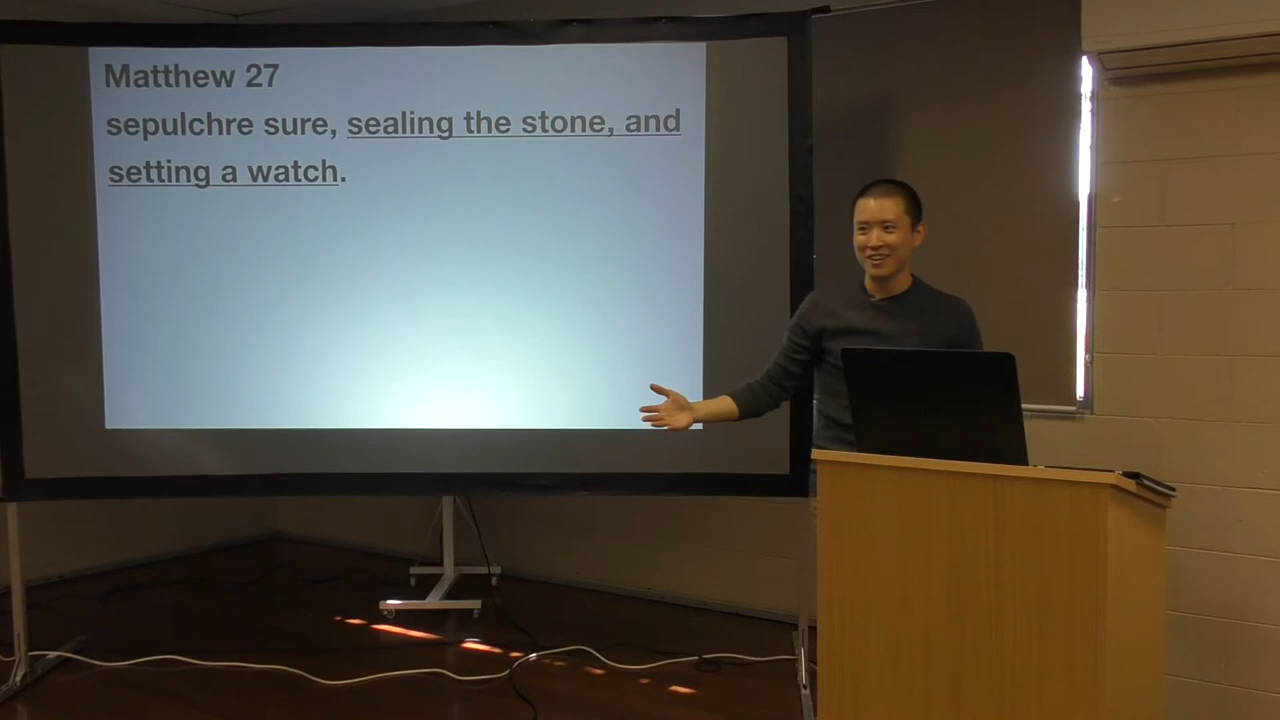 Matthew 27
sepulchre sure, sealing the stone, and
setting a watch.